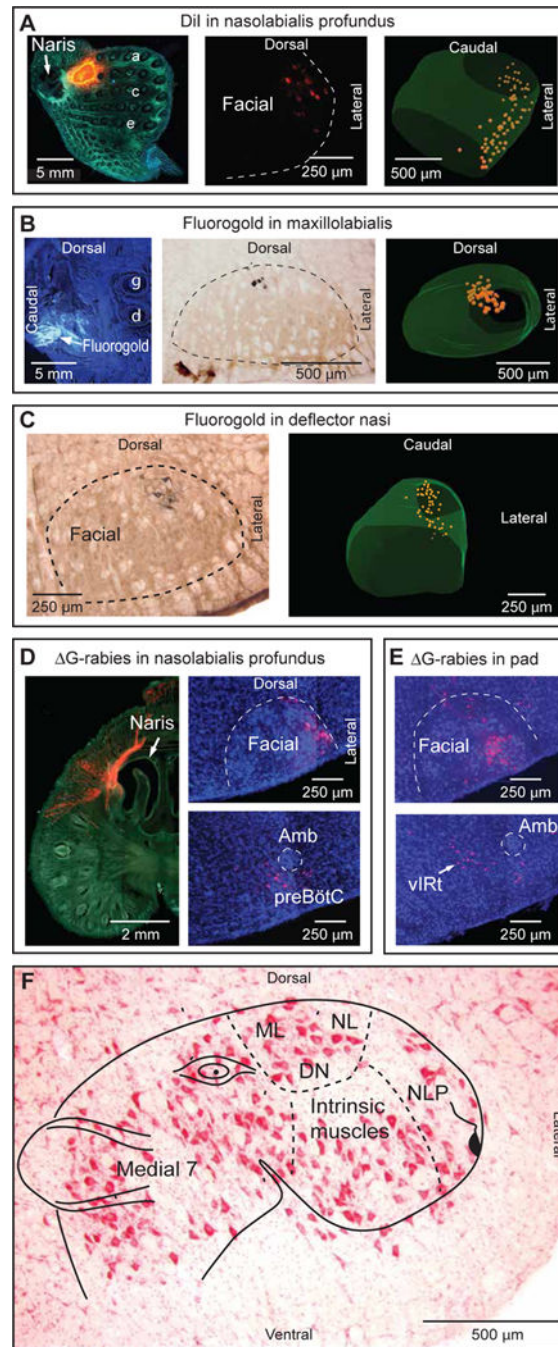 A DiI in nasolabialis profundus
Naris
a
c
e
5 mm
Dorsal
Facial
Lateral
250 µm
Caudal
Lateral
500 µm
B Fluorogold in maxillolabialis
Dorsal
Caudal
g
d
Fluorogold
5 mm
Dorsal
Lateral
500 µm
Dorsal
Lateral
500 µm
C Fluorogold in deflector nasi
Dorsal
Facial
Lateral
250 µm
Caudal
Lateral
250 µm
D ΔG-rabies in nasolabialis profundus
Naris
2 mm
Dorsal
Facial
Lateral
250 µm
Amb
preBötC
250 µm
E ΔG-rabies in pad
Facial
250 µm
Amb
vIRt
250 µm
F
Dorsal
ML
NL
DN
NLP
Intrinsic
muscles
Lateral
Medial 7
Ventral
500 µm